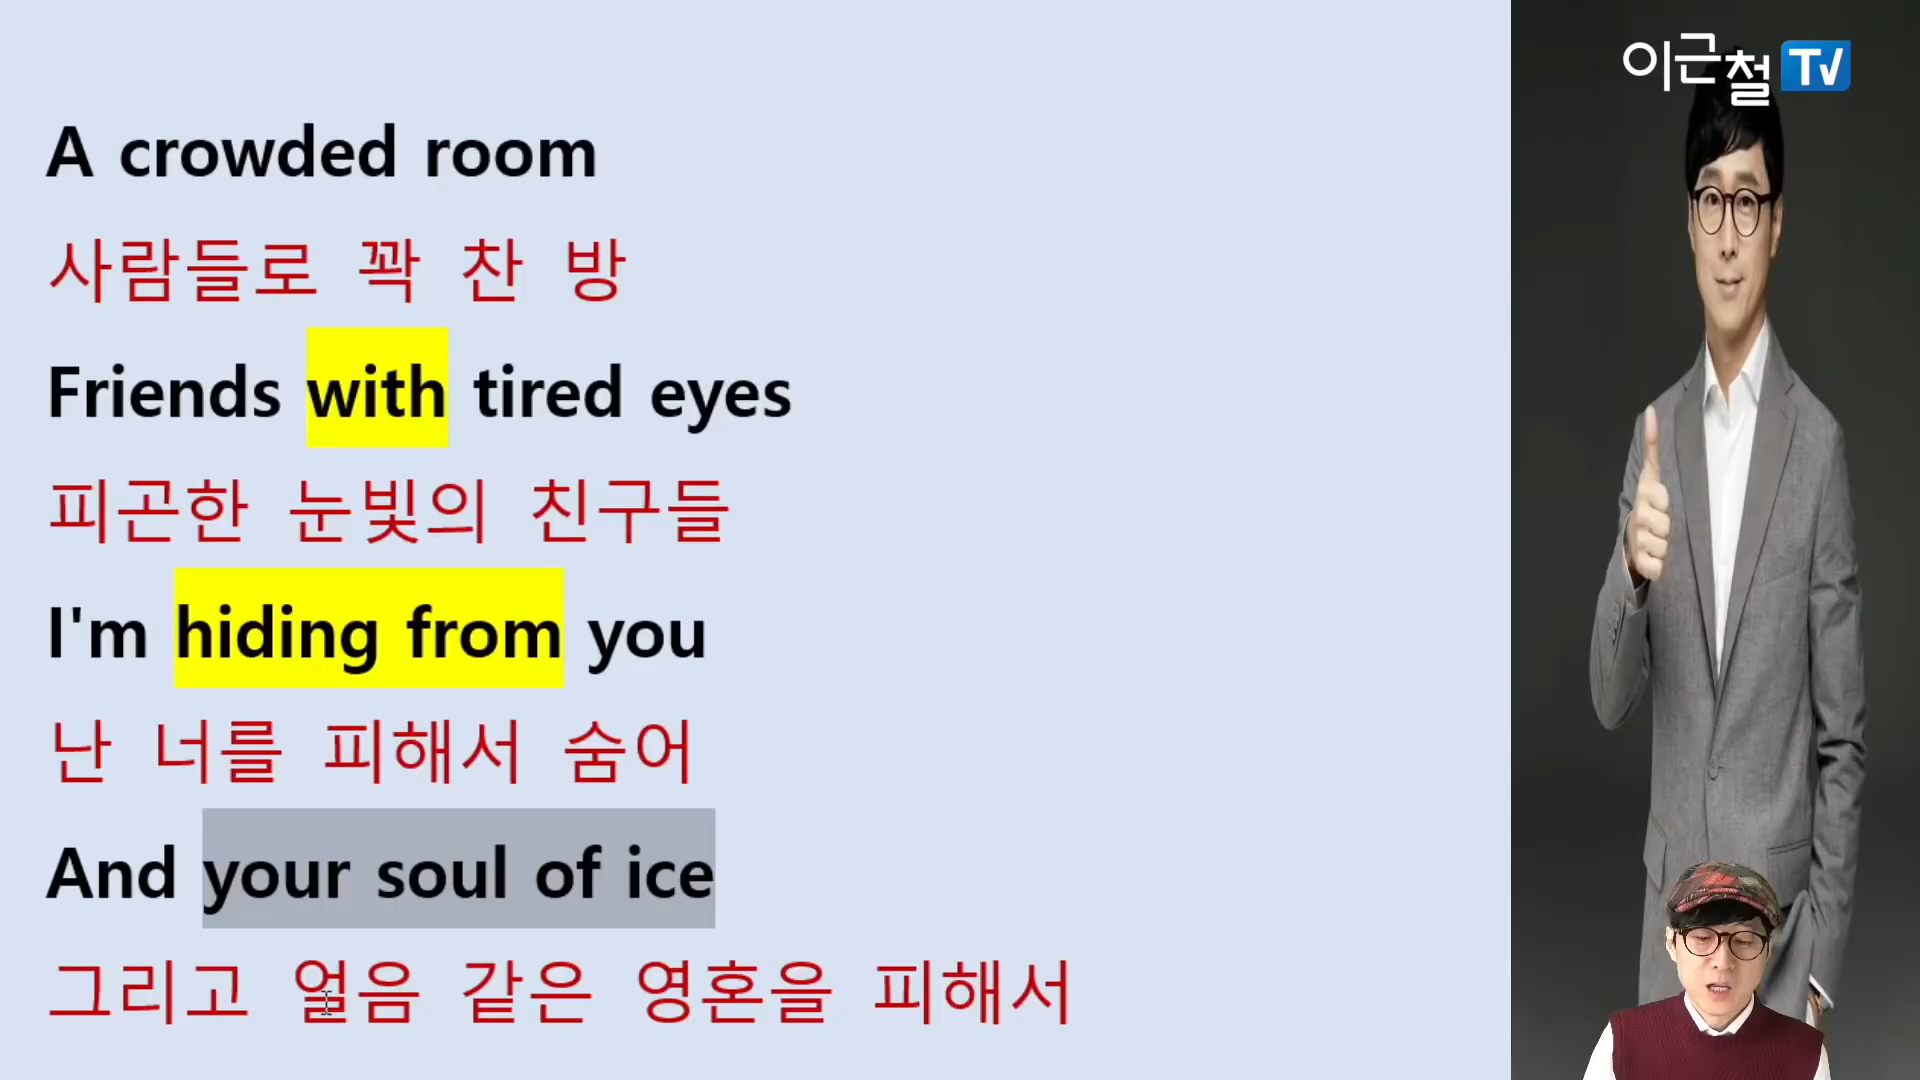 이근철 TV
A crowded room
사람들로 꽉 찬 방
Friends with tired eyes
피곤한 눈빛의 친구들
I'm hiding from you
난 너를 피해서 숨어
And your soul of ice
그리고 얼음 같은 영혼을 피해서